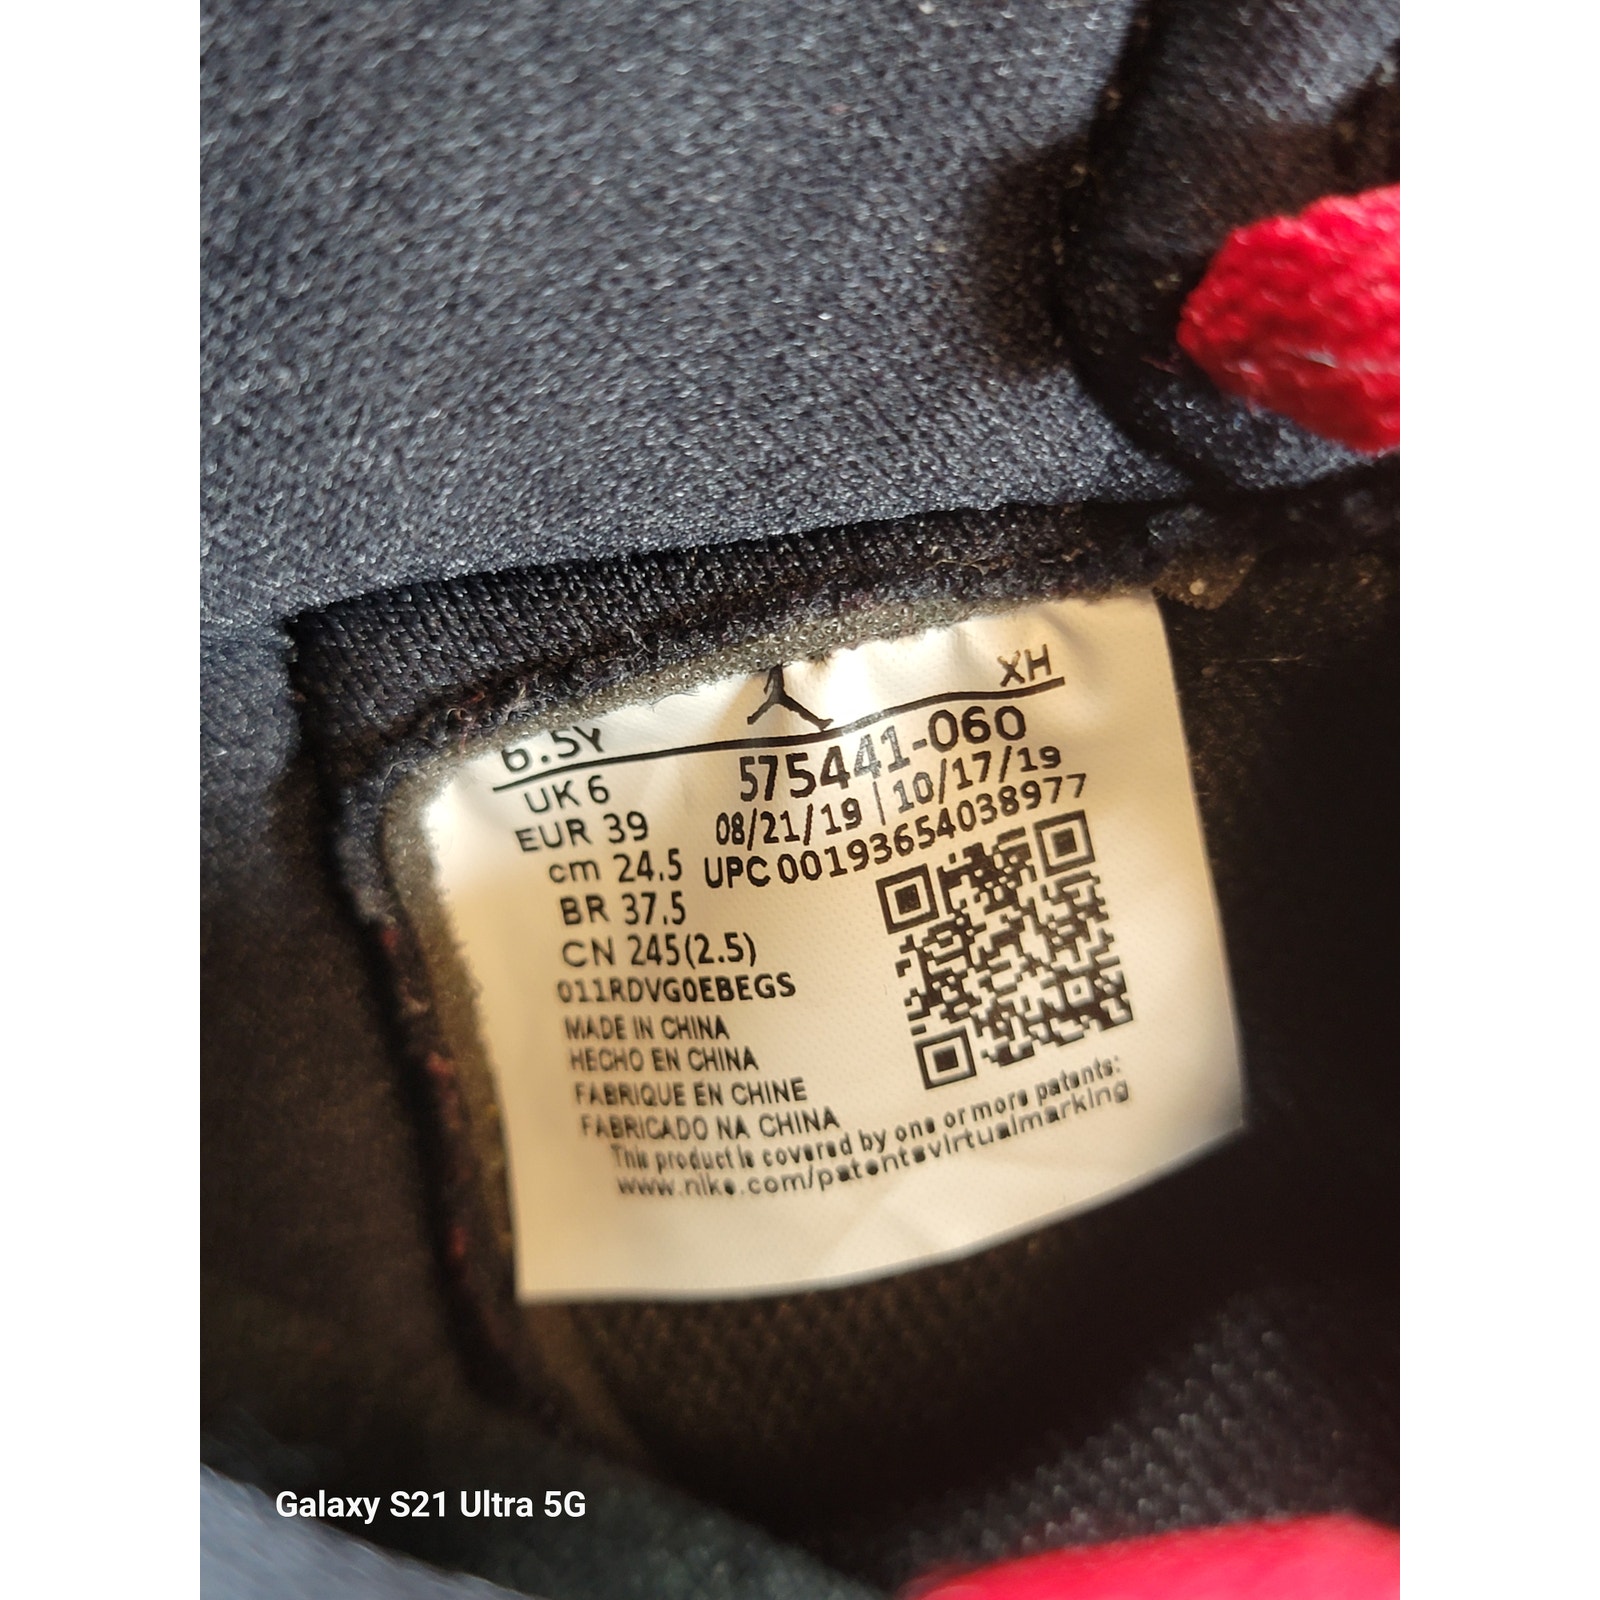 XH
6.5Y
575441-060
UK 6
08/21/19 | 10/17/19
EUR 39
UPC 00193654038977
cm 24.5
BR 37.5
CN 245(2.5)
011RDVG0EBEGS
MADE IN CHINA
HECHO EN CHINA
FABRIQUE EN CHINE
FABRICADO NA CHINA
This product is covered by one or more patents:
www.nike.com/patentsvirtualmarking
Galaxy S21 Ultra 5G